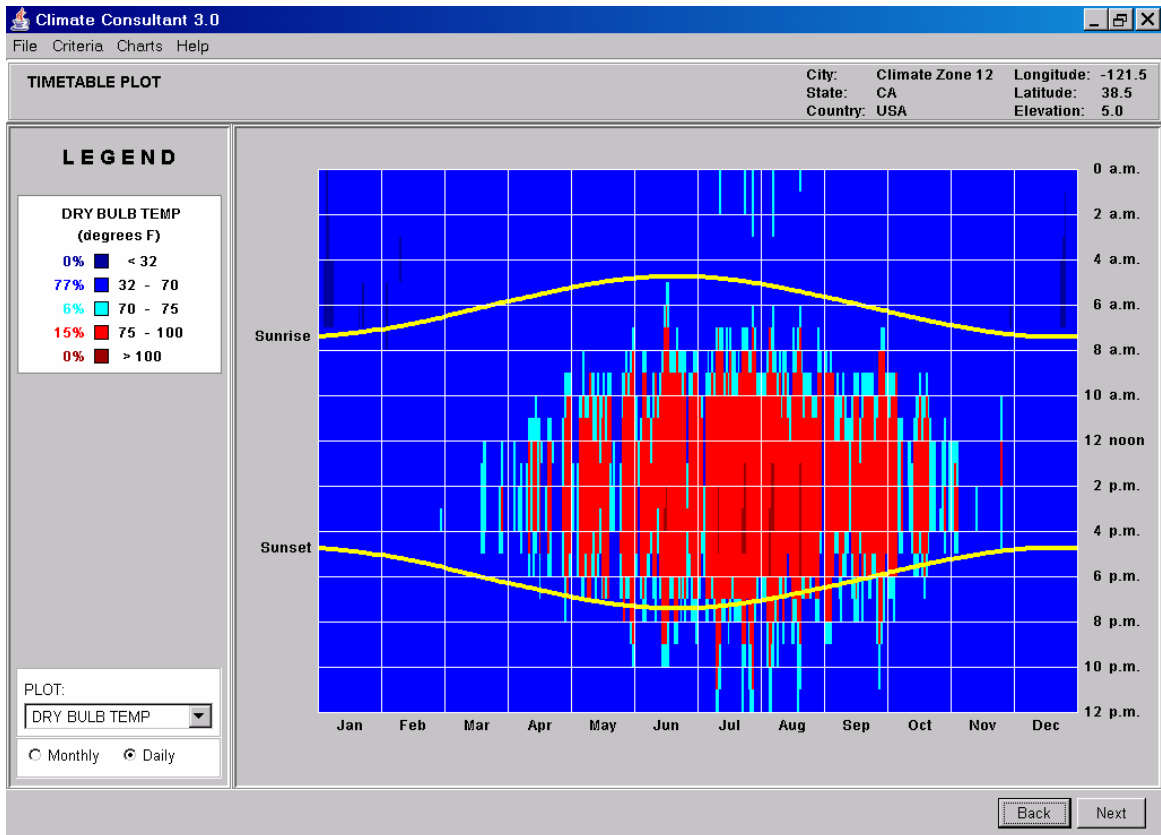 Climate Consultant 3.0
File Criteria Charts Help
TIMETABLE PLOT
City: Climate Zone 12 Longitude: -121.5
State: CA Latitude: 38.5
Country: USA Elevation: 5.0
LEGEND
DRY BULB TEMP
(degrees F)
0% < 32
77% 32 - 70
6% 70 - 75
15% 75 - 100
0% > 100
Sunrise
Sunset
0 a.m.
2 a.m.
4 a.m.
6 a.m.
8 a.m.
10 a.m.
12 noon
2 p.m.
4 p.m.
6 p.m.
8 p.m.
10 p.m.
12 p.m.
Jan Feb Mar Apr May Jun Jul Aug Sep Oct Nov Dec
PLOT:
DRY BULB TEMP
Monthly Daily
Back Next